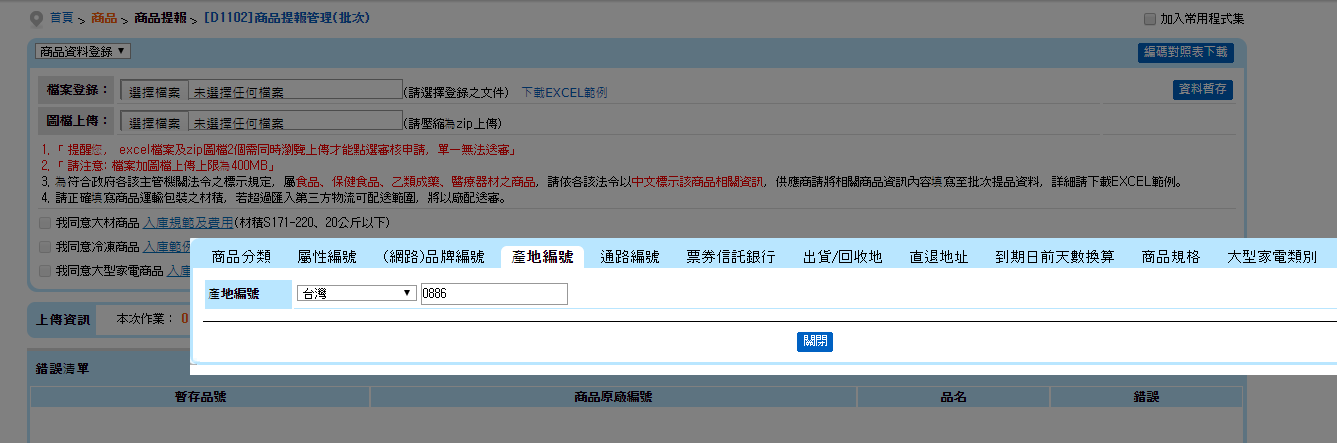 首頁 > 商品 > 商品提報 > [D1102]商品提報管理(批次)
加入常用程式集
商品資料登錄▼
編碼對照表下載
檔案登錄： 選擇檔案 未選擇任何檔案 (請選擇登錄之文件) 下載EXCEL範例
資料暫存
圖檔上傳： 選擇檔案 未選擇任何檔案 (請壓縮為zip上傳)
1.「 提醒您， excel檔案及zip圖檔2個需同時瀏覽上傳才能點選審核申請，單一無法送審」
2.「 請注意: 檔案加圖檔上傳上限為400MB」
3. 為符合政府各該主管機關法令之標示規定，屬食品、保健食品、乙類成藥、醫療器材之商品，請依各該法令以中文標示該商品相關資訊，供應商請將相關商品資訊內容填寫至批次提品資料，詳細請下載EXCEL範例。
4. 請正確填寫商品運輸包裝之材積，若超過匯入第三方物流可配送範圍，將以廠配送審。
我同意大材商品 入庫規範及費用(材積S171-220、20公斤以下)
我同意冷凍商品 入庫範例
我同意大型家電商品 入庫
商品分類 屬性編號 (網路)品牌編號 產地編號 通路編號 票券信託銀行 出貨/回收地 直退地址 到期日前天數換算 商品規格 大型家電類別
產地編號 台灣 ▼ 0886
關閉
上傳資訊 本次作業： 0
錯誤清單
暫存品號 商品原廠編號 品名 錯誤